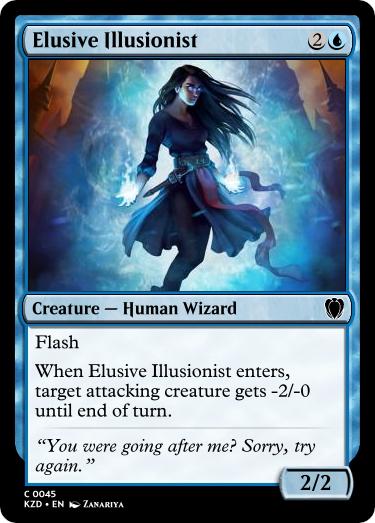 Elusive Illusionist 2
Creature — Human Wizard
Flash
When Elusive Illusionist enters,
target attacking creature gets -2/-0
until end of turn.
“You were going after me? Sorry, try
again.”
2/2
C 0045
KZD • EN Zanariya